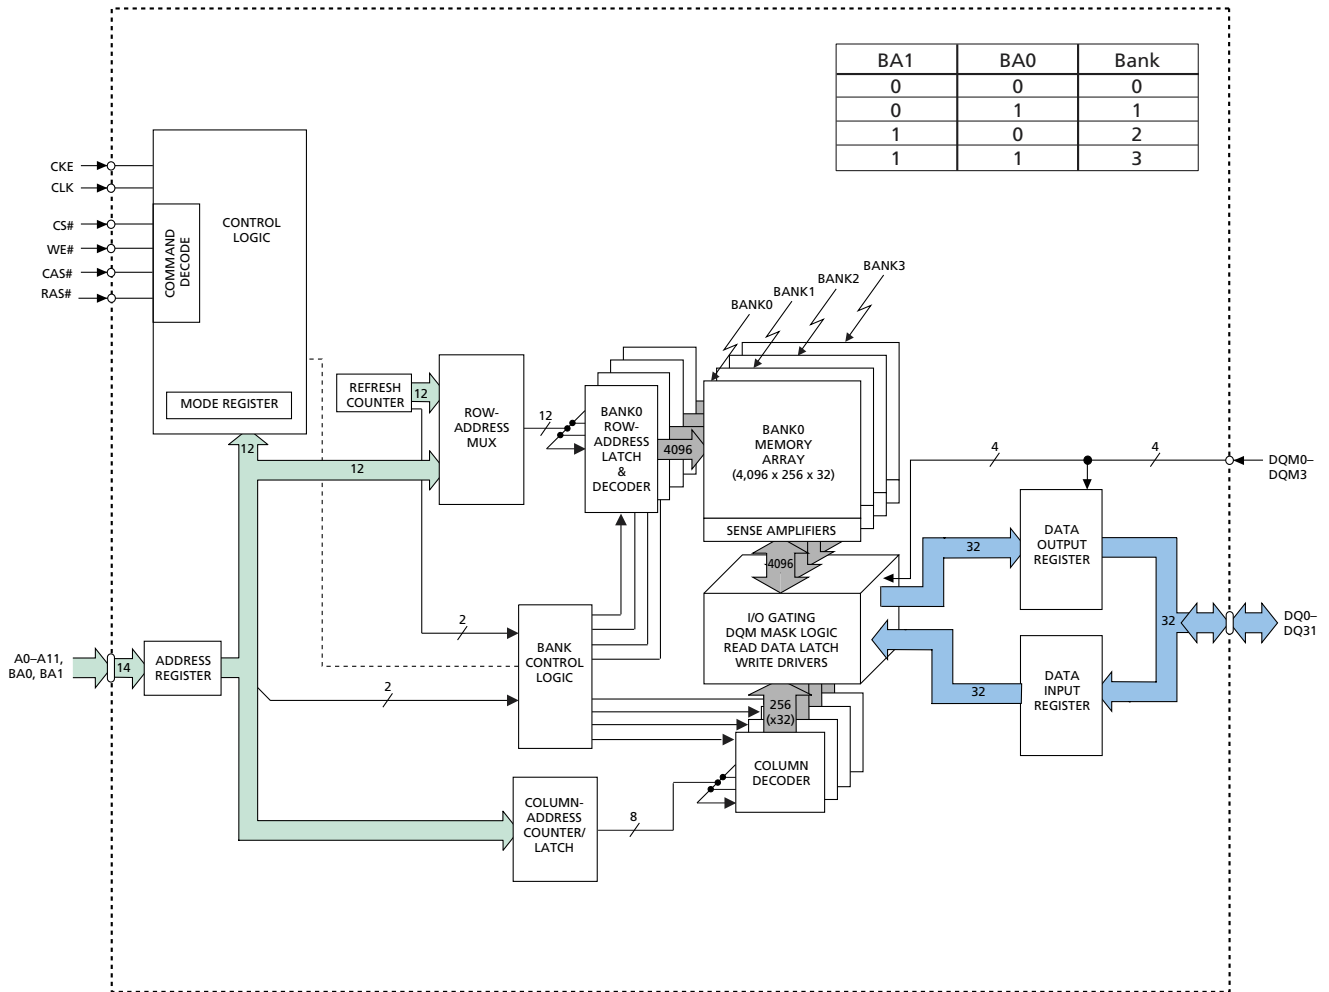 BA1 BA0 Bank
0 0 0
0 1 1
1 0 2
1 1 3
CKE
CLK
CS#
WE#
CAS#
RAS#
CONTROL
LOGIC
COMMAND
DECODE
MODE REGISTER
12
12
REFRESH
COUNTER
12
ROW-
ADDRESS
MUX
12
BANK0
ROW-
ADDRESS
LATCH
&
DECODER
4096
BANK0
BANK1
BANK2
BANK3
BANK0
MEMORY
ARRAY
(4,096 x 256 x 32)
SENSE AMPLIFIERS
4096
I/O GATING
DQM MASK LOGIC
READ DATA LATCH
WRITE DRIVERS
4
4
DQM0–
DQM3
DATA
OUTPUT
REGISTER
32
32
DQ0–
DQ31
DATA
INPUT
REGISTER
32
A0–A11,
BA0, BA1
14
ADDRESS
REGISTER
2
2
BANK
CONTROL
LOGIC
256
(x32)
COLUMN
DECODER
COLUMN-
ADDRESS
COUNTER/
LATCH
8